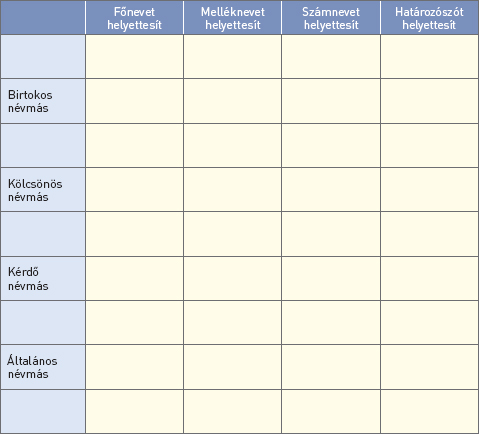 Főnevet
helyettesít
Melléknevet
helyettesít
Számnevet
helyettesít
Határozószót
helyettesít
Birtokos
névmás
Kölcsönös
névmás
Kérdő
névmás
Általános
névmás